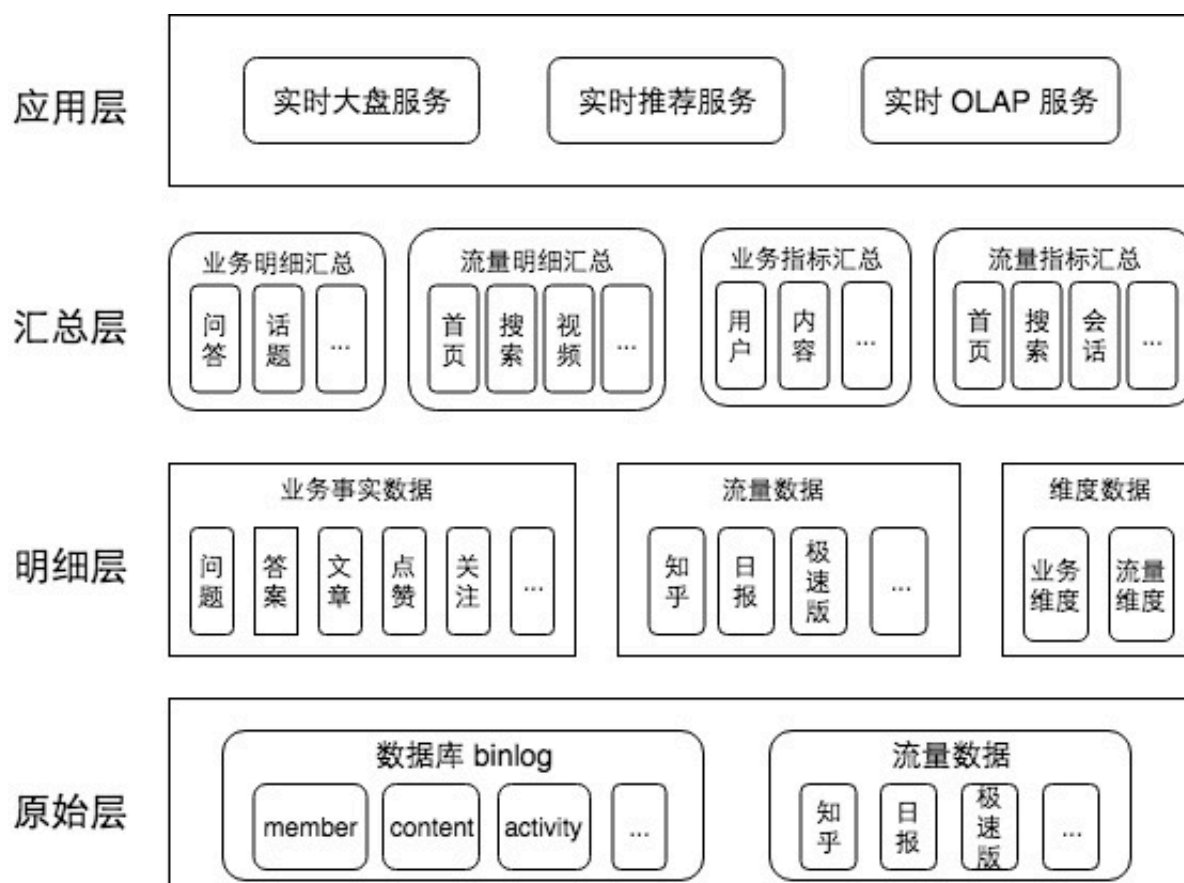 应用层
实时大盘服务
实时推荐服务
实时 OLAP 服务
汇总层
业务明细汇总
问答
话题
...
流量明细汇总
首页
搜索
视频
...
业务指标汇总
用户
内容
...
流量指标汇总
首页
搜索
会话
...
明细层
业务事实数据
问题
答案
文章
点赞
关注
...
流量数据
知乎
日报
极速版
...
维度数据
业务
维度
流量
维度
原始层
数据库 binlog
member
content
activity
...
流量数据
知乎
日报
极速版
...